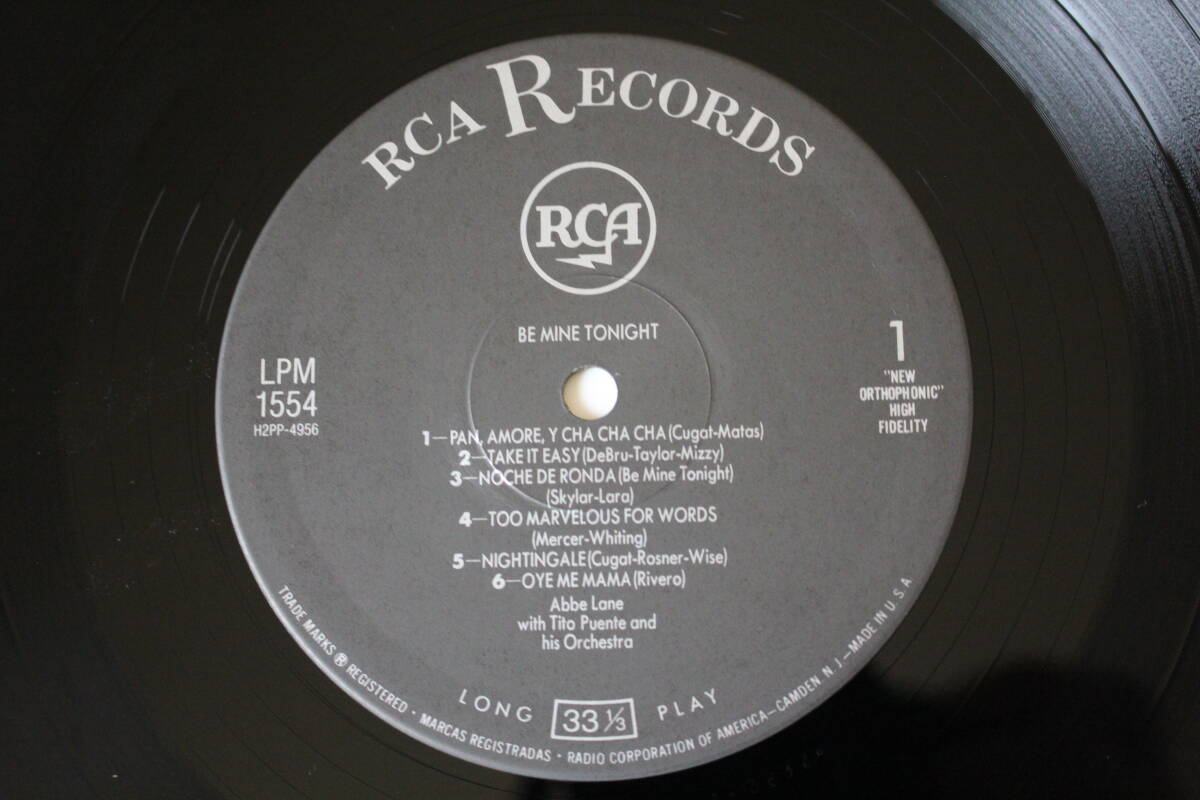 RCA RECORDS
RCA
BE MINE TONIGHT
LPM
1554
H2PP-4956
1
"NEW
ORTHOPHONIC"
HIGH
FIDELITY
1—PAN, AMORE, Y CHA CHA CHA (Cugat-Matas)
2—TAKE IT EASY (DeBru-Taylor-Mizzy)
3—NOCHE DE RONDA (Be Mine Tonight)
(Skylar-Lara)
4—TOO MARVELOUS FOR WORDS
(Mercer-Whiting)
5—NIGHTINGALE (Cugat-Rosner-Wise)
6—OYE ME MAMA (Rivero)
Abbe Lane
with Tito Puente and
his Orchestra
LONG 33 1/3 PLAY
TRADE MARKS ® REGISTERED · MARCAS REGISTRADAS · RADIO CORPORATION OF AMERICA—CAMDEN N. J.—MADE IN U S A